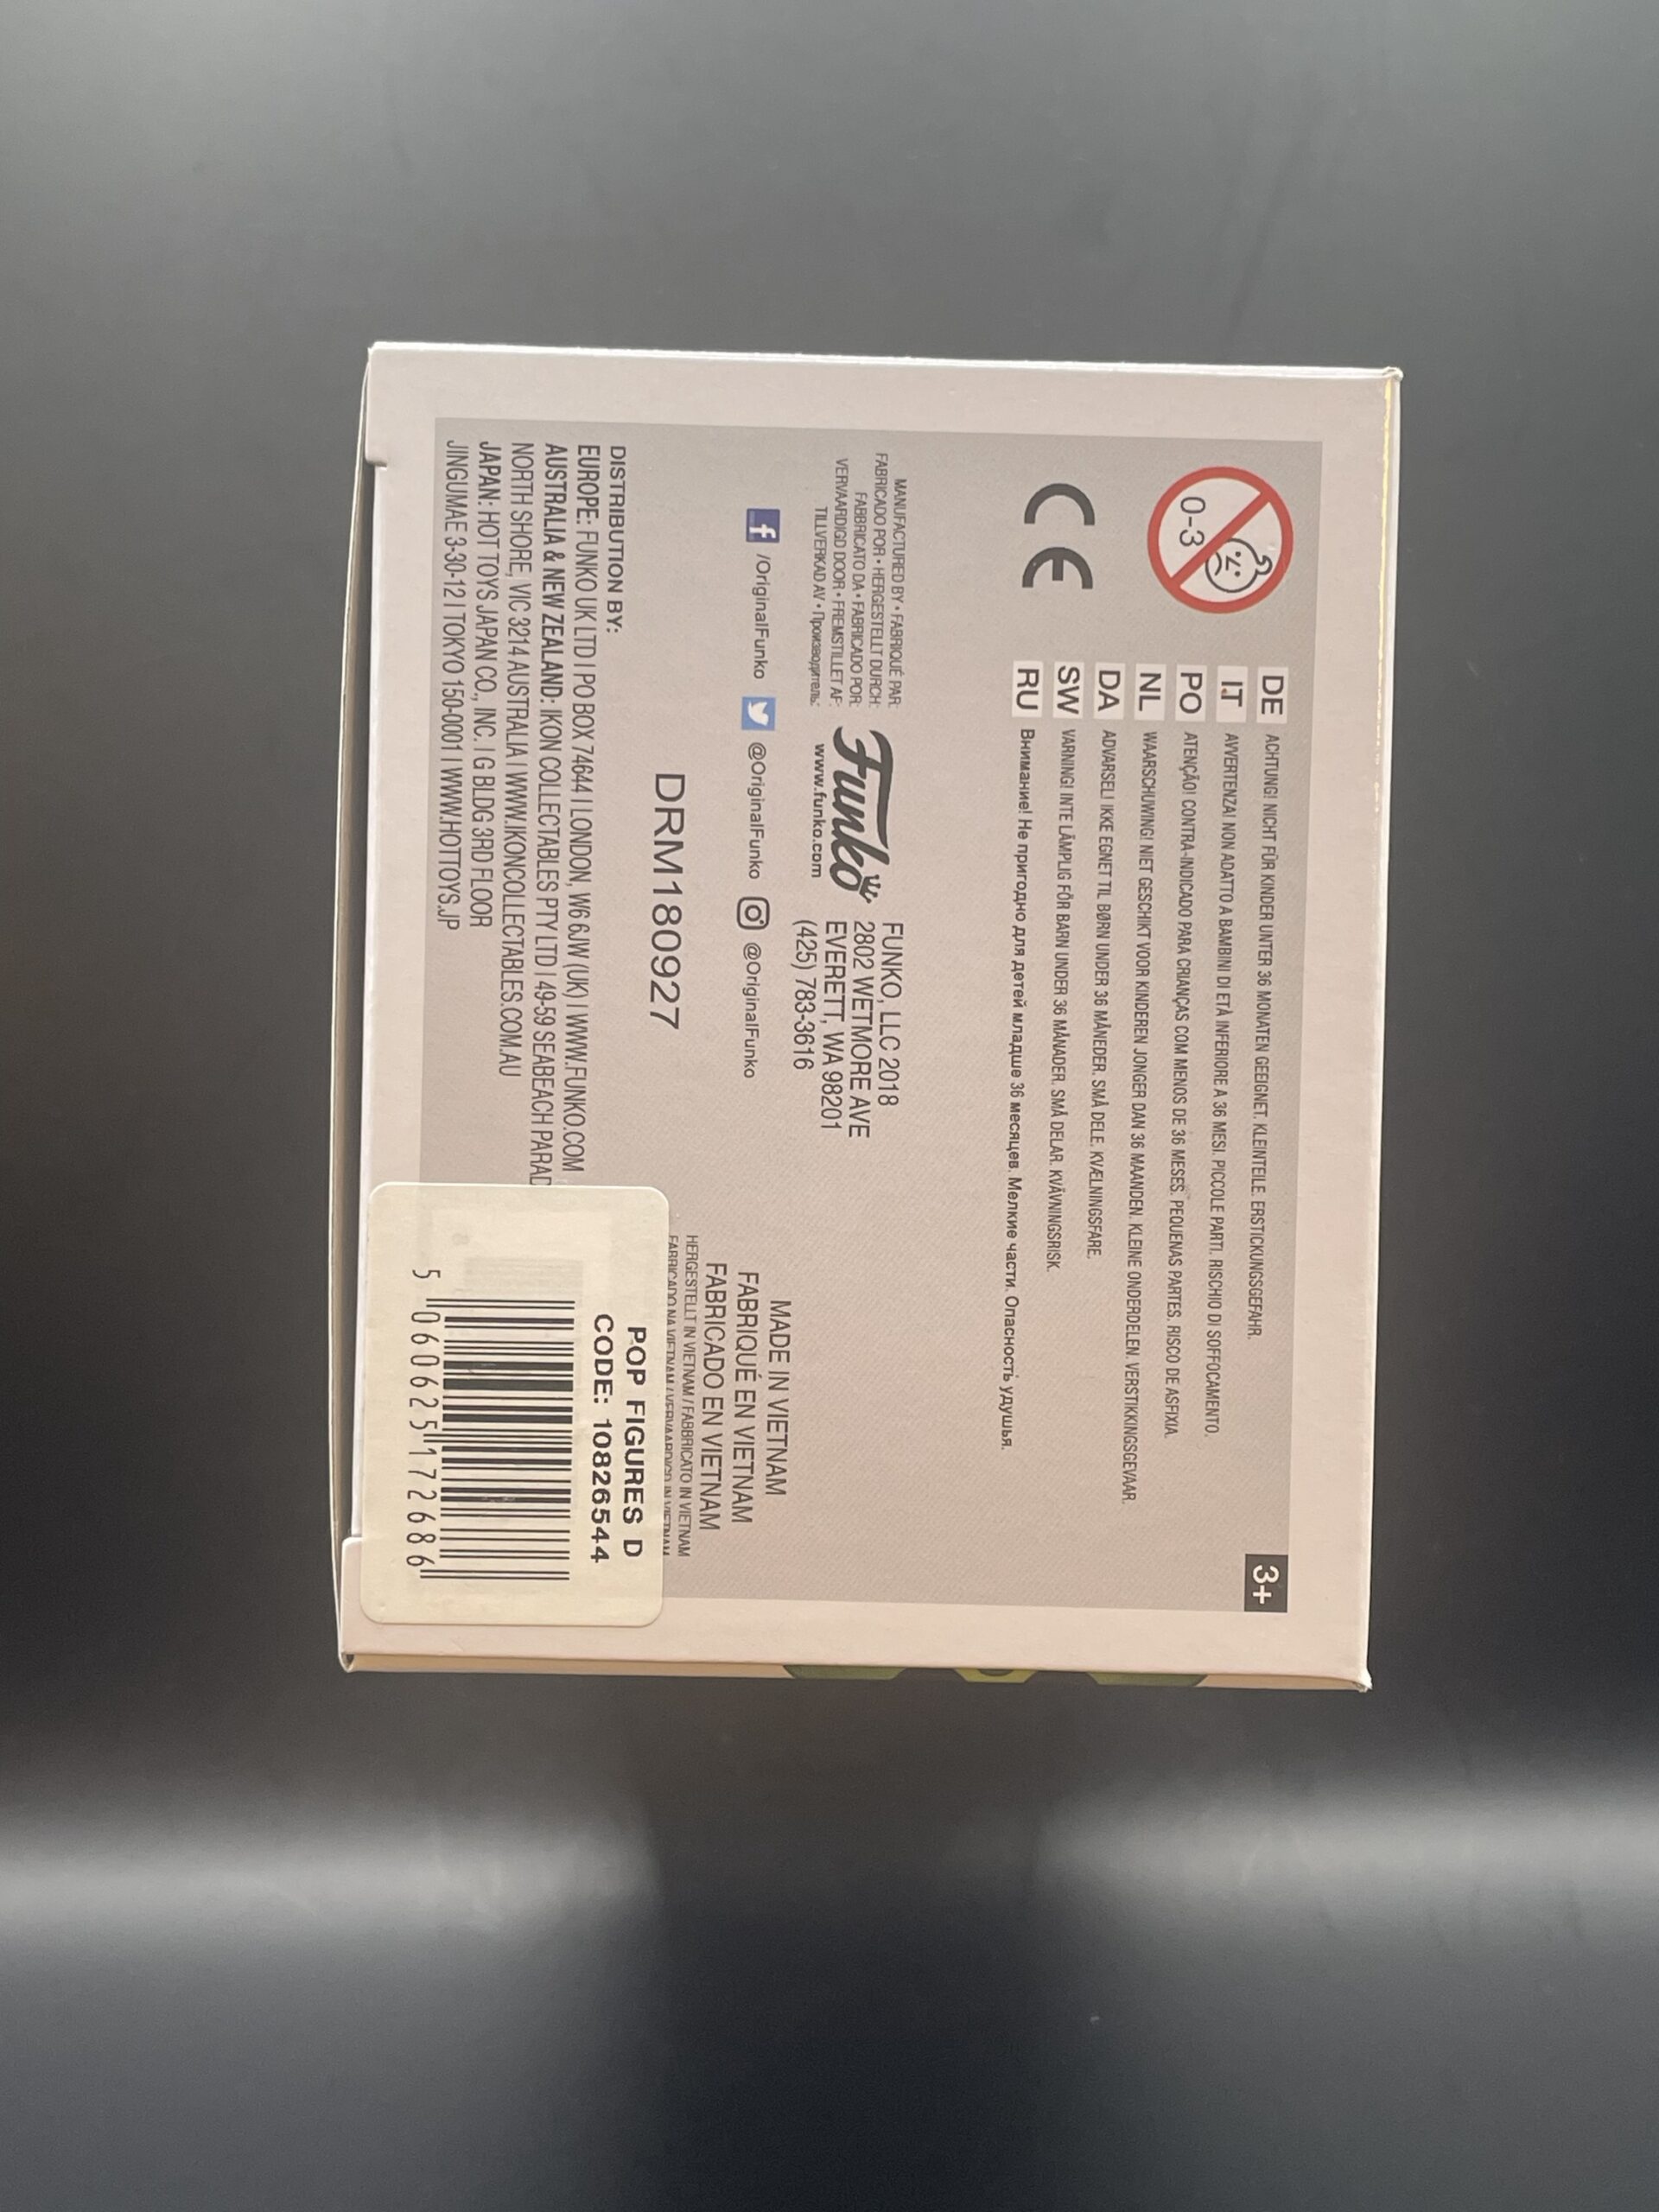 0-3
3+
DE ACHTUNG! NICHT FÜR KINDER UNTER 36 MONATEN GEEIGNET. KLEINTEILE. ERSTICKUNGSGEFAHR.
IT AVVERTENZA! NON ADATTO A BAMBINI DI ETÀ INFERIORE A 36 MESI. PICCOLE PARTI. RISCHIO DI SOFFOCAMENTO.
PO ATENÇÃO! CONTRA-INDICADO PARA CRIANÇAS COM MENOS DE 36 MESES. PEQUENAS PARTES. RISCO DE ASFIXIA.
NL WAARSCHUWING! NIET GESCHIKT VOOR KINDEREN JONGER DAN 36 MAANDEN. KLEINE ONDERDELEN. VERSTIKKINGSGEVAAR.
DA ADVARSEL! IKKE EGNET TIL BØRN UNDER 36 MÅNEDER. SMÅ DELE. KVÆLNINGSFARE.
SW VARNING! INTE LÄMPLIG FÖR BARN UNDER 36 MÅNADER. SMÅ DELAR. KVÄVNINGSRISK.
RU Внимание! Не пригодно для детей младше 36 месяцев. Мелкие части. Опасность удушья.
CE
MANUFACTURED BY • FABRIQUÉ PAR:
FABRICADO POR • HERGESTELLT DURCH:
FABBRICATO DA • FABRICADO POR:
VERVAARDIGD DOOR • FREMSTILLET AF:
TILLVERKAD AV • Производитель:
Funko
www.funko.com
FUNKO, LLC 2018
2802 WETMORE AVE
EVERETT, WA 98201
(425) 783-3616
f /OriginalFunko @OriginalFunko @OriginalFunko
MADE IN VIETNAM
FABRIQUÉ EN VIETNAM
FABRICADO EN VIETNAM
HERGESTELLT IN VIETNAM / FABBRICATO IN VIETNAM
FABRICADO NA VIETNAM / VERVAARDIGD IN VIETNAM
DRM180927
DISTRIBUTION BY:
EUROPE: FUNKO UK LTD | PO BOX 74644 | LONDON, W6 6JW (UK) | WWW.FUNKO.COM
AUSTRALIA & NEW ZEALAND: IKON COLLECTABLES PTY LTD | 49-59 SEABEACH PARAD
NORTH SHORE, VIC 3214 AUSTRALIA | WWW.IKONCOLLECTABLES.COM.AU
JAPAN: HOT TOYS JAPAN CO., INC. | G BLDG 3RD FLOOR
JINGUMAE 3-30-12 | TOKYO 150-0001 | WWW.HOTTOYS.JP
POP FIGURES D
CODE: 10826544
5 060625 172686